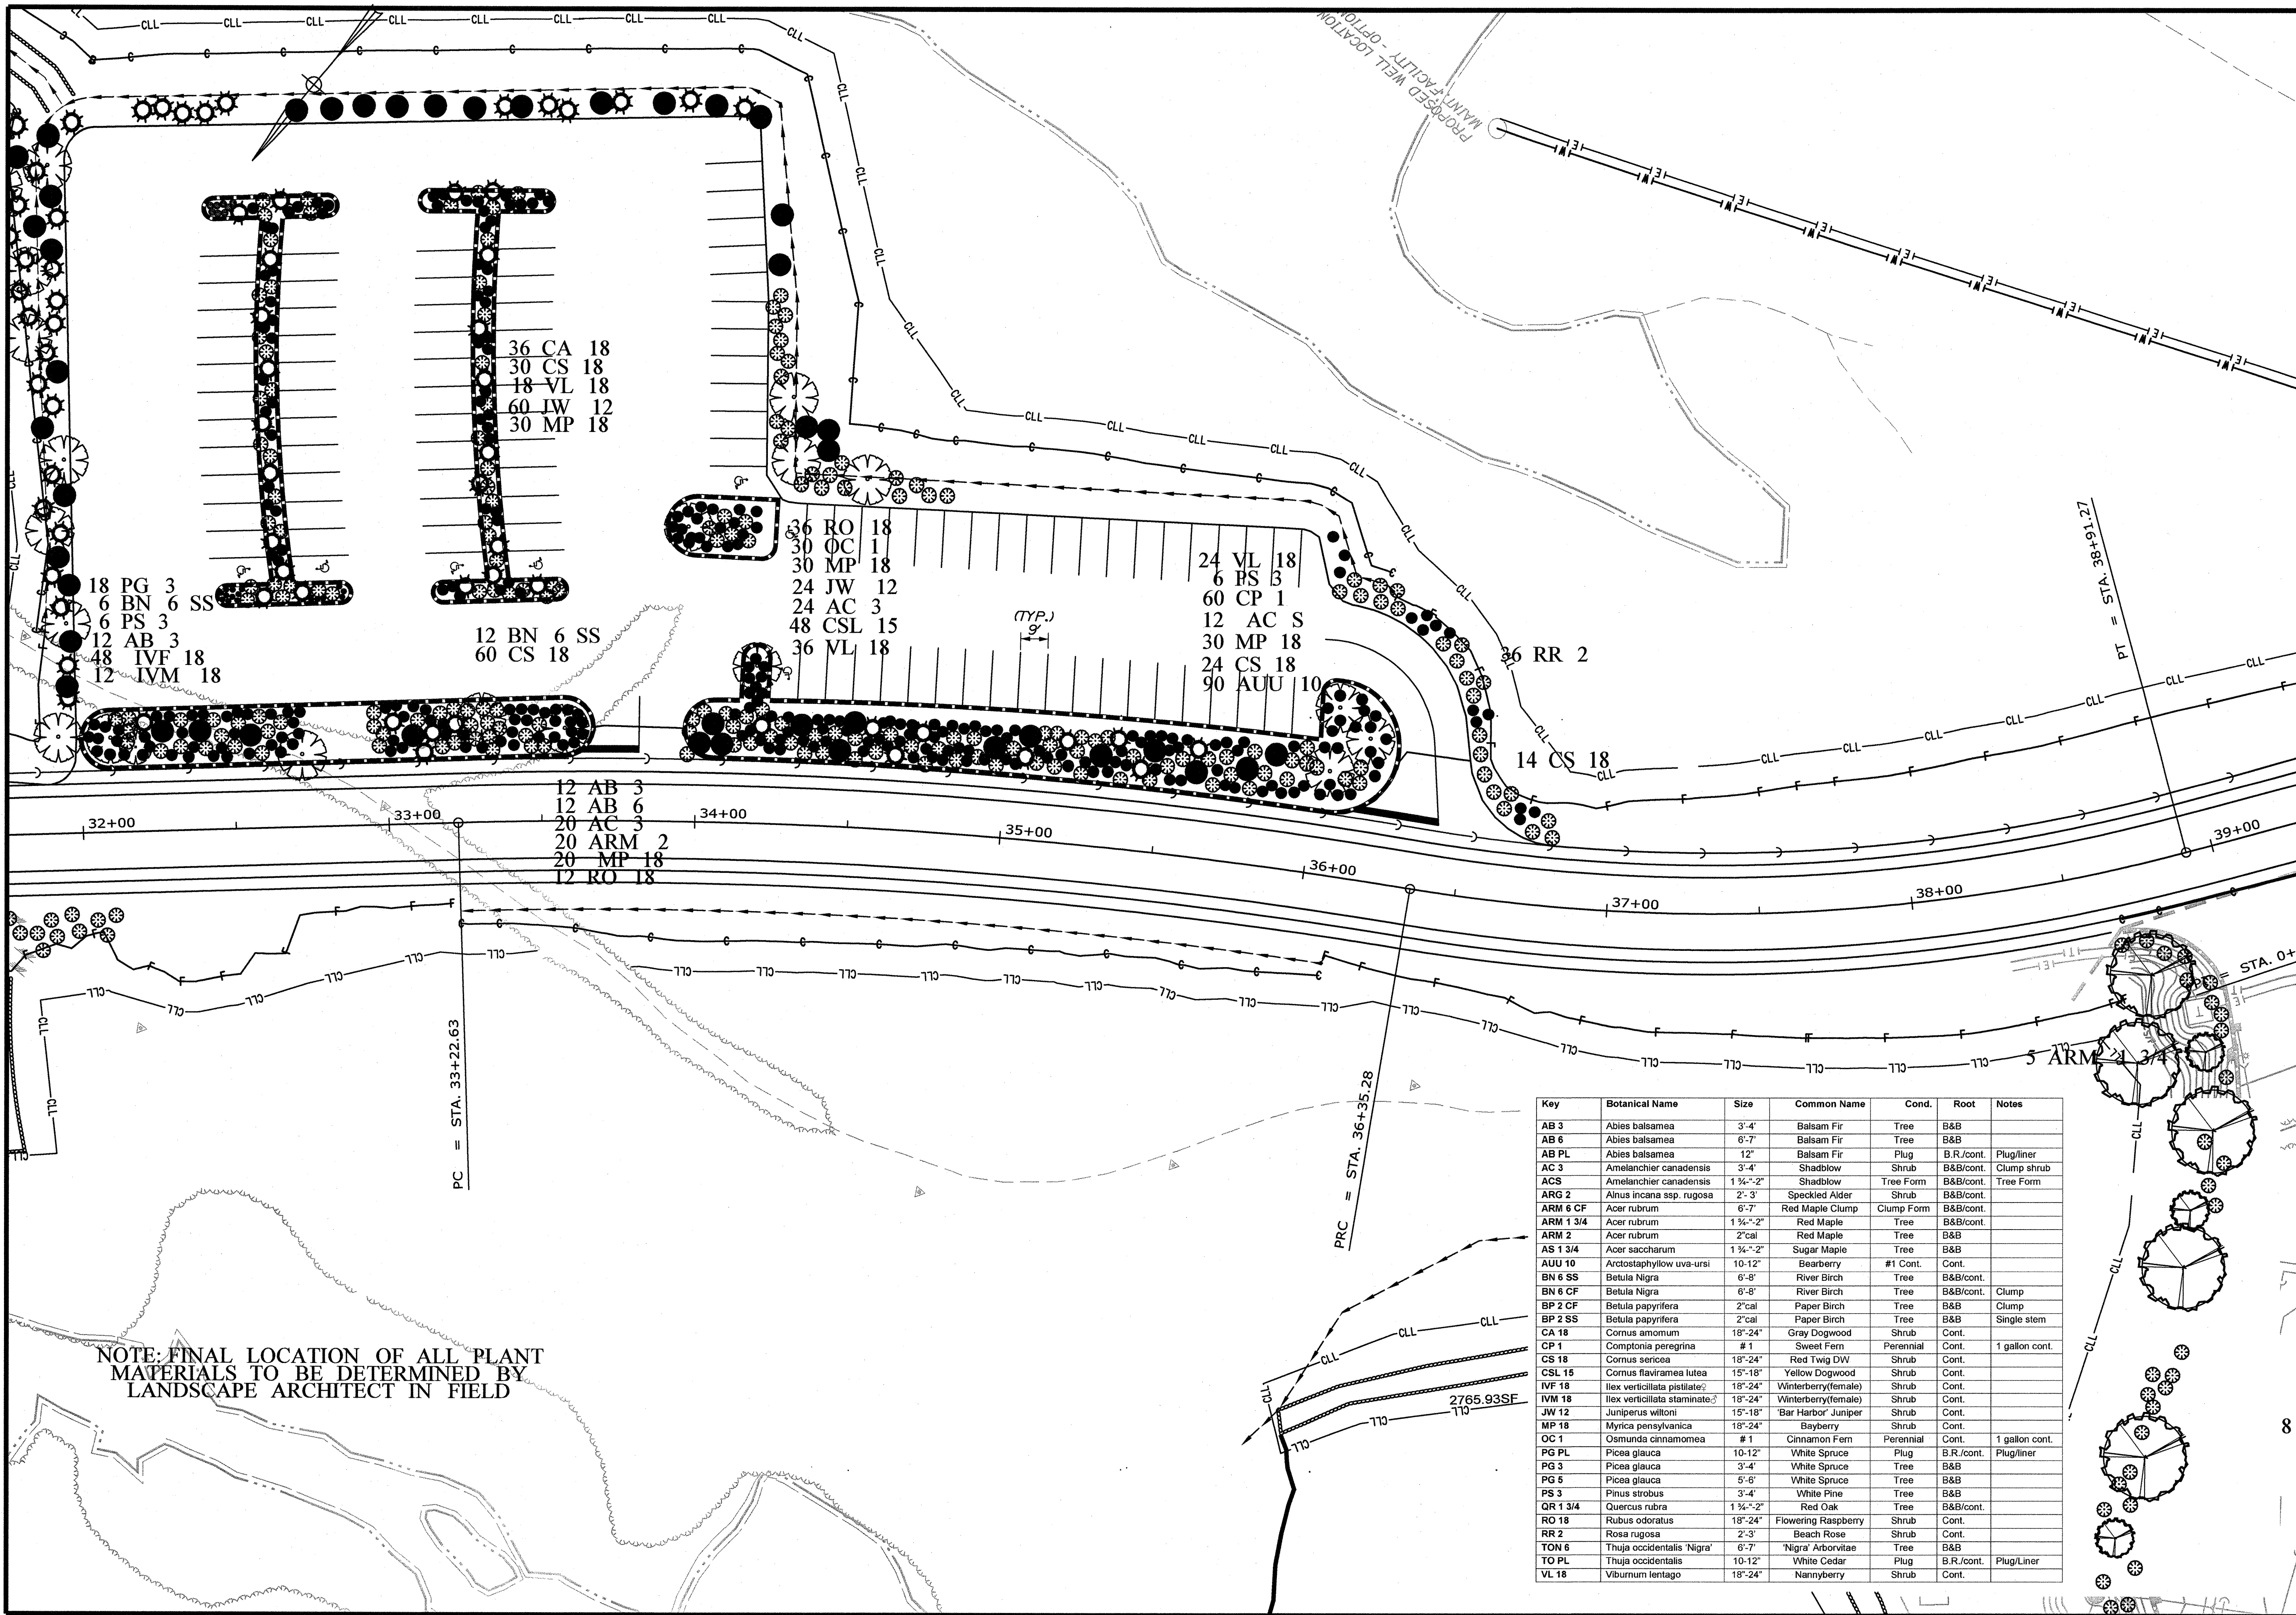 PROPOSED WELL LOCATION
MAINT. FACILITY - OPTION
36 CA 18
30 CS 18
18 VL 18
60 JW 12
30 MP 18
36 RO 18
30 OC 1
30 MP 18
24 JW 12
24 AC 3
48 CSL 15
36 VL 18
24 VL 18
6 PS 3
60 CP 1
12 AC S
30 MP 18
24 CS 18
90 AUU 10
18 PG 3
6 BN 6 SS
6 PS 3
12 AB 3
48 IVF 18
12 IVM 18
12 BN 6 SS
60 CS 18
(TYP.)
9'
36 RR 2
14 CS 18
PT = STA. 38+91.27
12 AB 3
12 AB 6
20 AC 3
20 ARM 2
20 MP 18
12 RO 18
32+00
33+00
34+00
35+00
36+00
37+00
38+00
39+00
PC = STA. 33+22.63
PRC = STA. 36+35.28
= STA. 0+
5 ARM 1 3/4
2765.93SF
8
NOTE: FINAL LOCATION OF ALL PLANT
MATERIALS TO BE DETERMINED BY
LANDSCAPE ARCHITECT IN FIELD
Key Botanical Name Size Common Name Cond. Root Notes
AB 3 Abies balsamea 3'-4' Balsam Fir Tree B&B
AB 6 Abies balsamea 6'-7' Balsam Fir Tree B&B
AB PL Abies balsamea 12" Balsam Fir Plug B.R./cont. Plug/liner
AC 3 Amelanchier canadensis 3'-4' Shadblow Shrub B&B/cont. Clump shrub
ACS Amelanchier canadensis 1 ¾-"-2" Shadblow Tree Form B&B/cont. Tree Form
ARG 2 Alnus incana ssp. rugosa 2'- 3' Speckled Alder Shrub B&B/cont.
ARM 6 CF Acer rubrum 6'-7' Red Maple Clump Clump Form B&B/cont.
ARM 1 3/4 Acer rubrum 1 ¾-"-2" Red Maple Tree B&B/cont.
ARM 2 Acer rubrum 2"cal Red Maple Tree B&B
AS 1 3/4 Acer saccharum 1 ¾-"-2" Sugar Maple Tree B&B
AUU 10 Arctostaphyllow uva-ursi 10-12" Bearberry #1 Cont. Cont.
BN 6 SS Betula Nigra 6'-8' River Birch Tree B&B/cont.
BN 6 CF Betula Nigra 6'-8' River Birch Tree B&B/cont. Clump
BP 2 CF Betula papyrifera 2"cal Paper Birch Tree B&B Clump
BP 2 SS Betula papyrifera 2"cal Paper Birch Tree B&B Single stem
CA 18 Cornus amomum 18"-24" Gray Dogwood Shrub Cont.
CP 1 Comptonia peregrina # 1 Sweet Fern Perennial Cont. 1 gallon cont.
CS 18 Cornus sericea 18"-24" Red Twig DW Shrub Cont.
CSL 15 Cornus flaviramea lutea 15"-18" Yellow Dogwood Shrub Cont.
IVF 18 Ilex verticillata pistilate♀ 18"-24" Winterberry(female) Shrub Cont.
IVM 18 Ilex verticillata staminate♂ 18"-24" Winterberry(female) Shrub Cont.
JW 12 Juniperus wiltoni 15"-18" 'Bar Harbor' Juniper Shrub Cont.
MP 18 Myrica pensylvanica 18"-24" Bayberry Shrub Cont.
OC 1 Osmunda cinnamomea # 1 Cinnamon Fern Perennial Cont. 1 gallon cont.
PG PL Picea glauca 10-12" White Spruce Plug B.R./cont. Plug/liner
PG 3 Picea glauca 3'-4' White Spruce Tree B&B
PG 5 Picea glauca 5'-6' White Spruce Tree B&B
PS 3 Pinus strobus 3'-4' White Pine Tree B&B
QR 1 3/4 Quercus rubra 1 ¾-"-2" Red Oak Tree B&B/cont.
RO 18 Rubus odoratus 18"-24" Flowering Raspberry Shrub Cont.
RR 2 Rosa rugosa 2'-3' Beach Rose Shrub Cont.
TON 6 Thuja occidentalis 'Nigra' 6'-7' 'Nigra' Arborvitae Tree B&B
TO PL Thuja occidentalis 10-12" White Cedar Plug B.R./cont. Plug/Liner
VL 18 Viburnum lentago 18"-24" Nannyberry Shrub Cont.